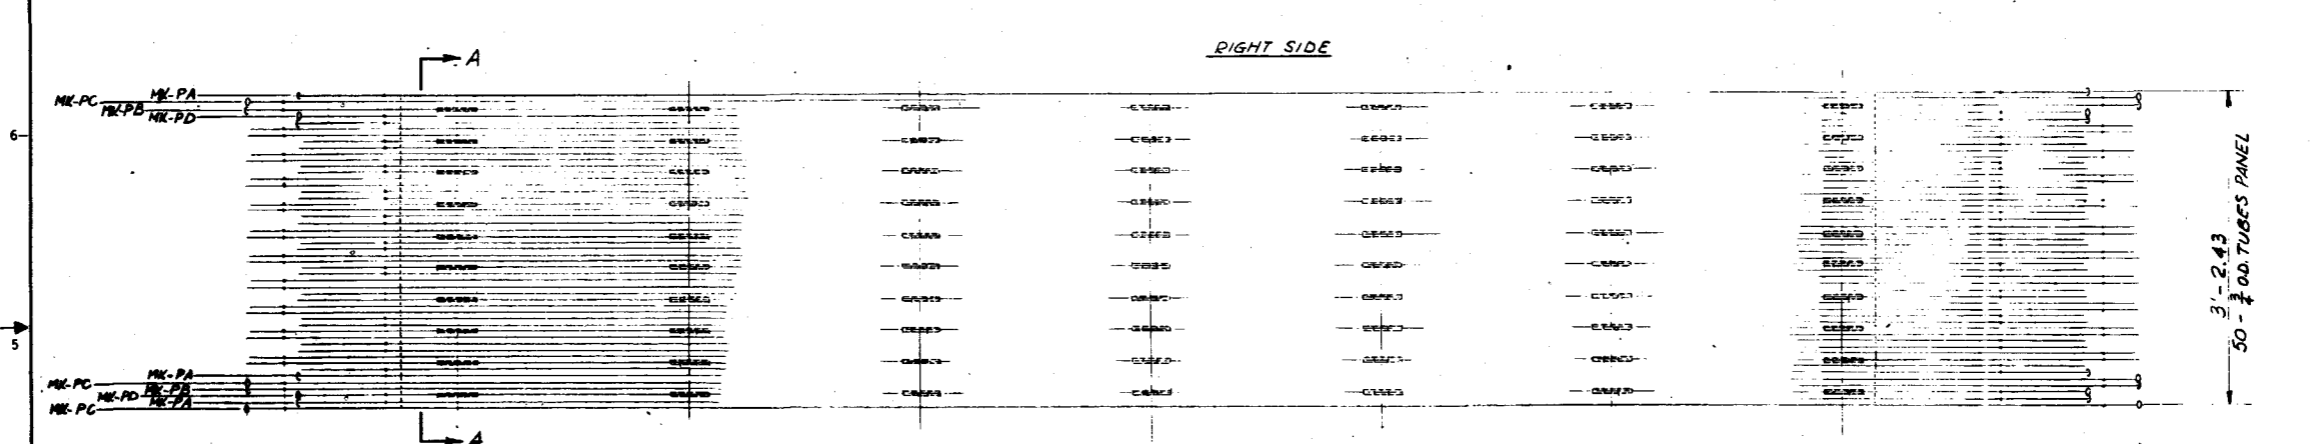 RIGHT SIDE
A
MK-PC
MK-PA
MK-PB
MK-PD
6
5
3'-2.43
50 - 3/4 O.D. TUBES PANEL
MK-PA
MK-PC
MK-PB
MK-PD
MK-PA
MK-PC
A